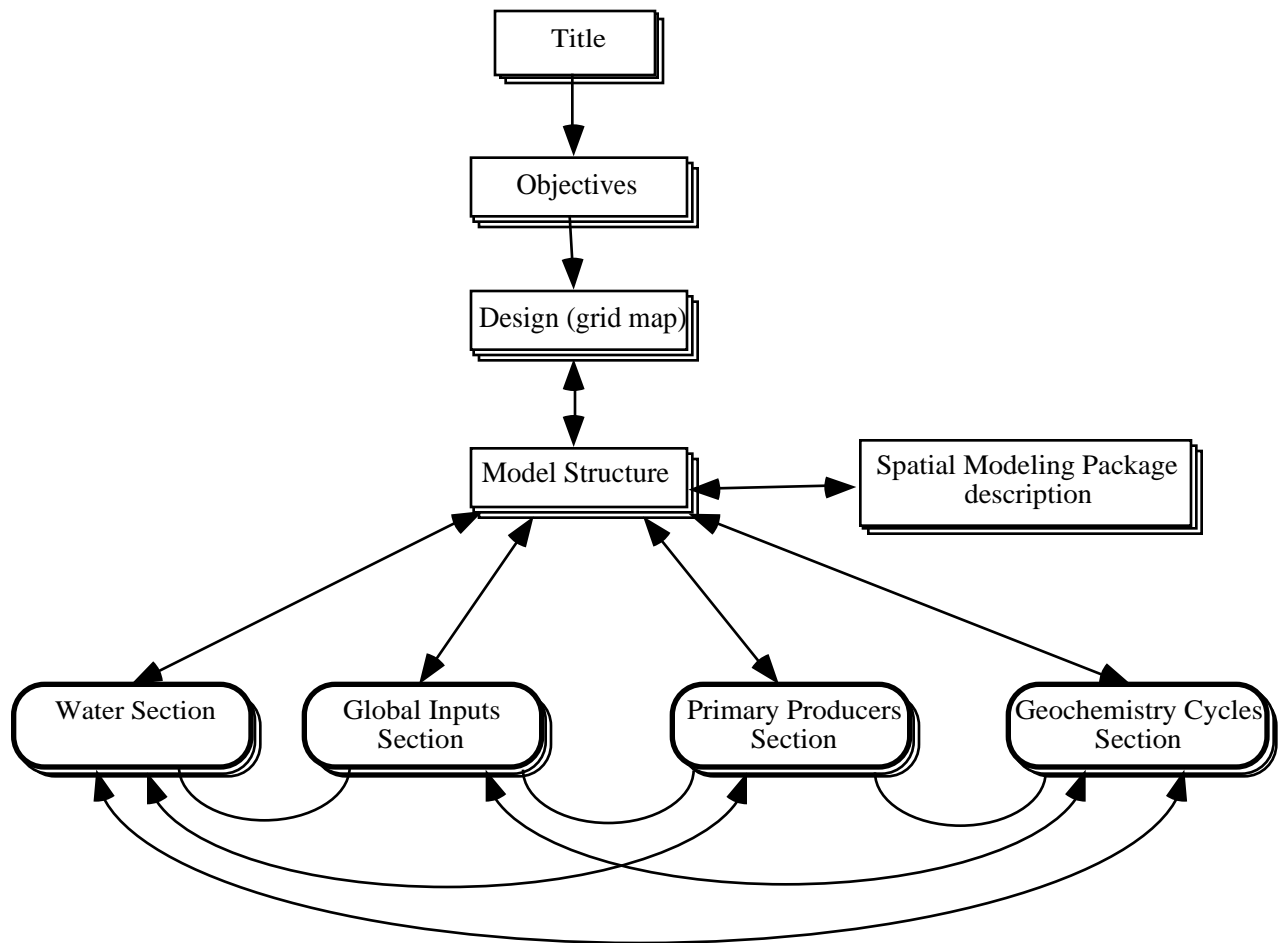 Title
Objectives
Design (grid map)
Model Structure
Spatial Modeling Package
description
Water Section
Global Inputs
Section
Primary Producers
Section
Geochemistry Cycles
Section